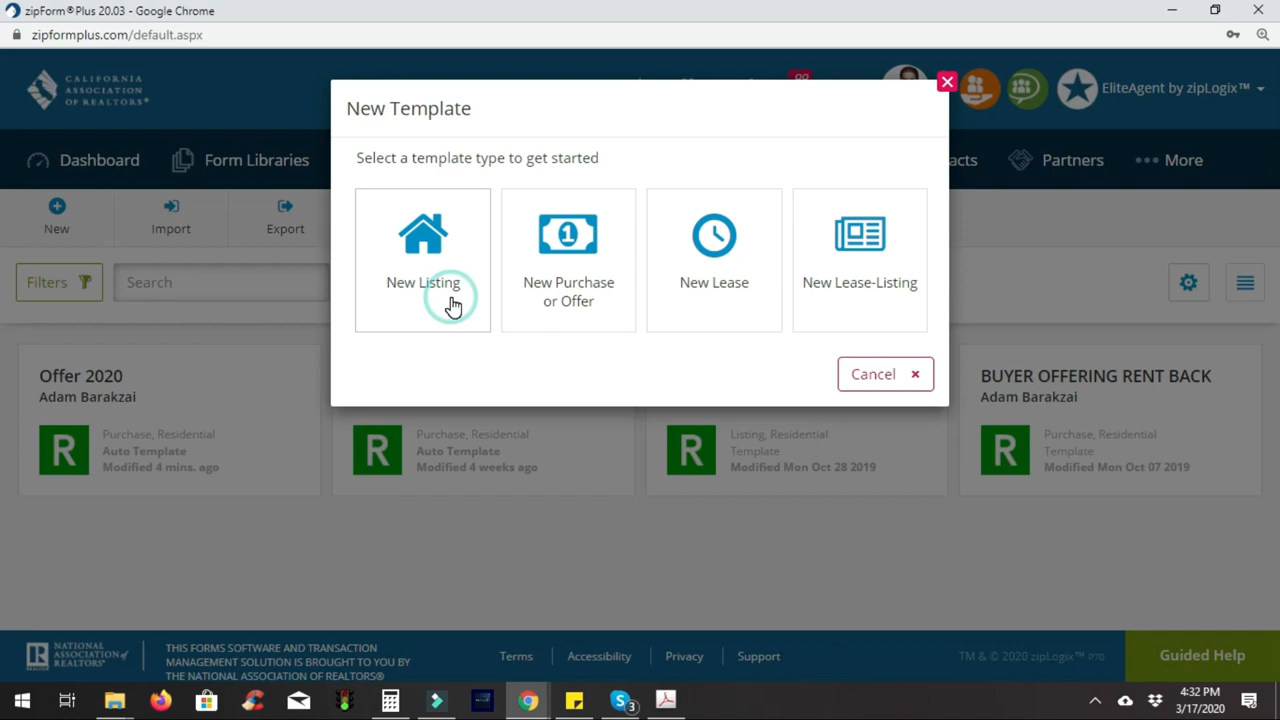 zipForm®Plus 20.03 - Google Chrome
zipformplus.com/default.aspx
CALIFORNIA
ASSOCIATION
OF REALTORS®
EliteAgent by zipLogix™
Dashboard
Form Libraries
Partners
More
New
Import
Export
Filters
Search
New Template
Select a template type to get started
New Listing
New Purchase
or Offer
New Lease
New Lease-Listing
Cancel
Offer 2020
Adam Barakzai
R
Purchase, Residential
Auto Template
Modified 4 mins. ago
R
Purchase, Residential
Auto Template
Modified 4 weeks ago
R
Listing, Residential
Template
Modified Mon Oct 28 2019
BUYER OFFERING RENT BACK
Adam Barakzai
R
Purchase, Residential
Template
Modified Mon Oct 07 2019
NATIONAL
ASSOCIATION of
REALTORS®
THIS FORMS SOFTWARE AND TRANSACTION
MANAGEMENT SOLUTION IS BROUGHT TO YOU BY
THE NATIONAL ASSOCIATION OF REALTORS®
Terms
Accessibility
Privacy
Support
TM & © 2020 zipLogix™ P70
Guided Help
3
4:32 PM
3/17/2020